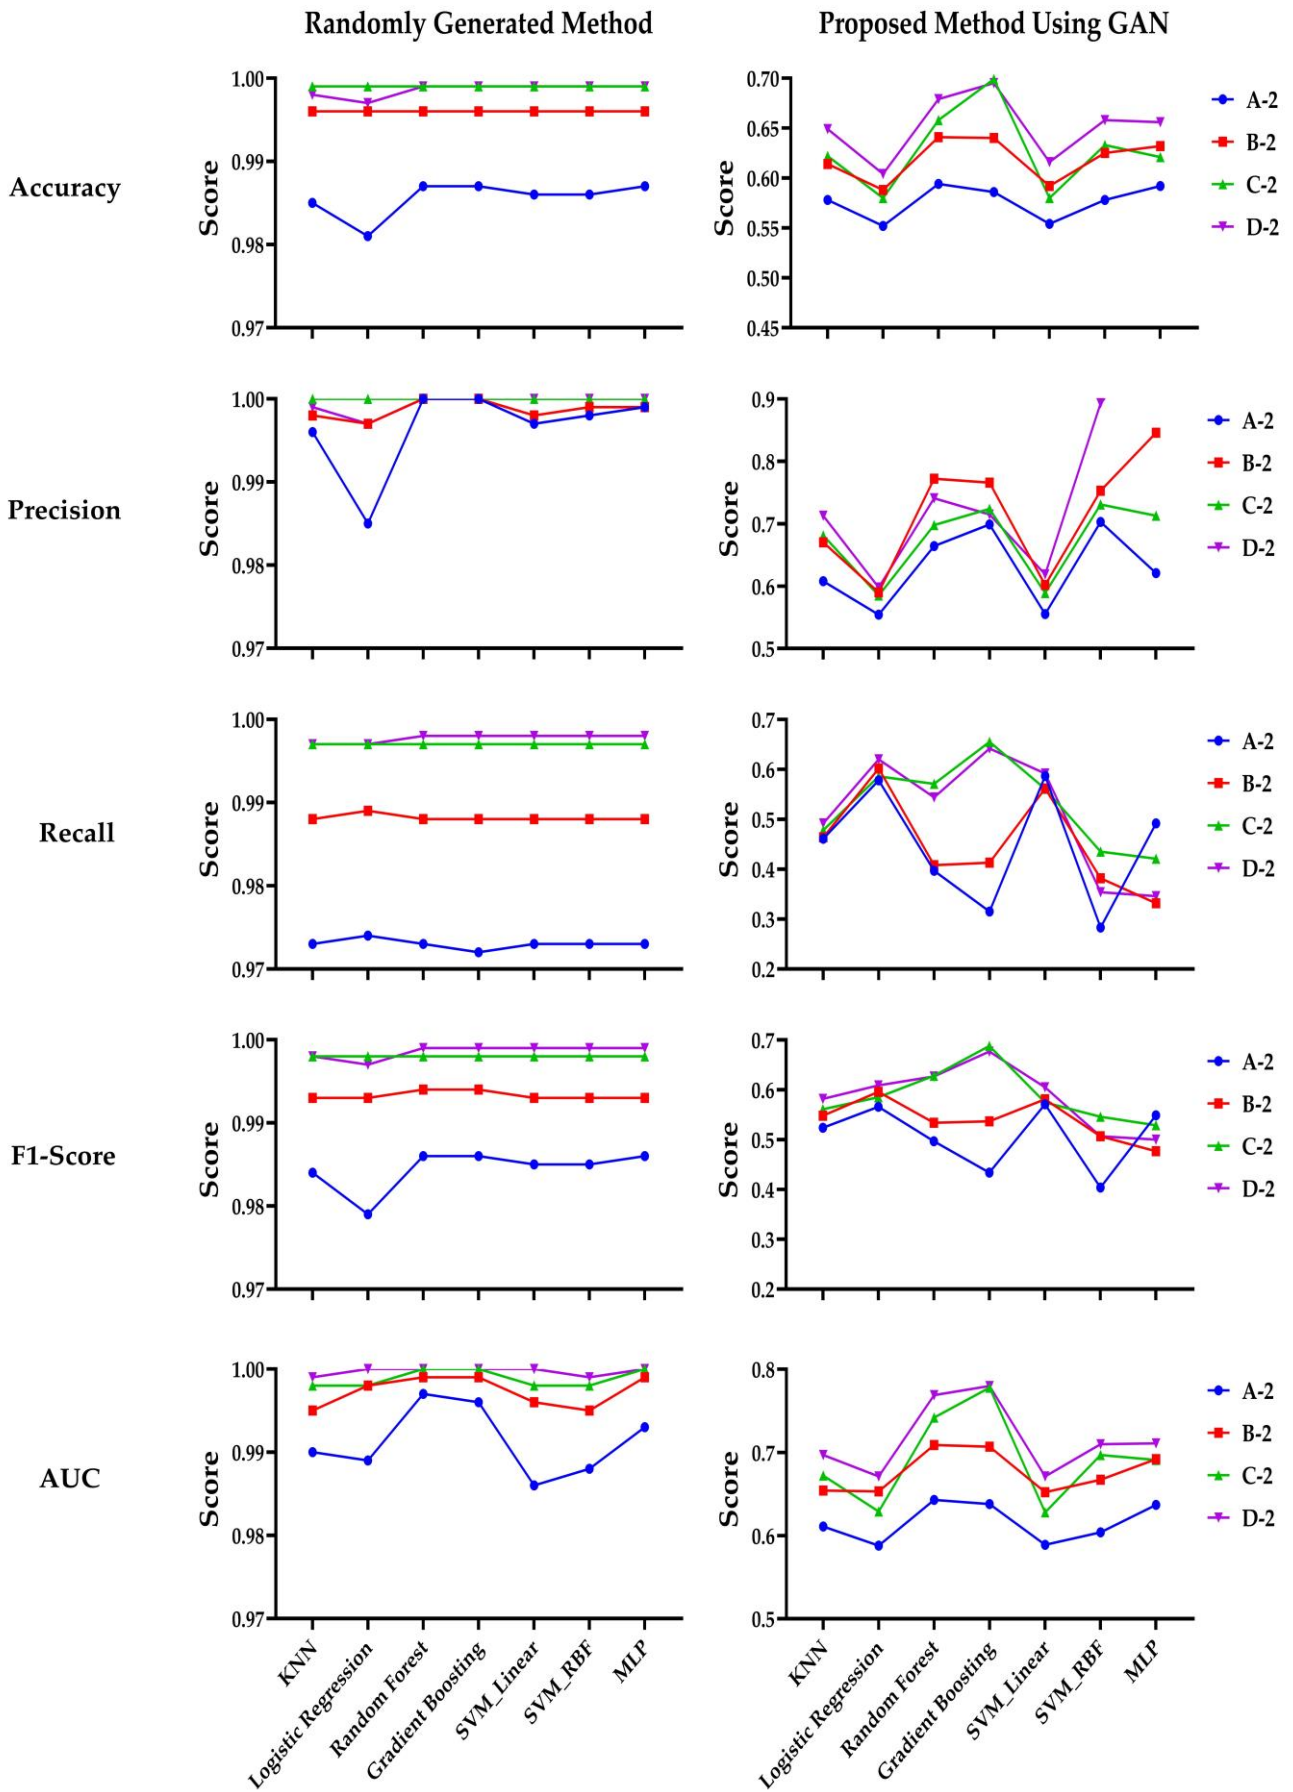 Randomly Generated Method
Proposed Method Using GAN
Accuracy
Score
1.00
0.99
0.98
0.97
Score
0.70
0.65
0.60
0.55
0.50
0.45
A-2
B-2
C-2
D-2
Precision
Score
1.00
0.99
0.98
0.97
Score
0.9
0.8
0.7
0.6
0.5
A-2
B-2
C-2
D-2
Recall
Score
1.00
0.99
0.98
0.97
Score
0.7
0.6
0.5
0.4
0.3
0.2
A-2
B-2
C-2
D-2
F1-Score
Score
1.00
0.99
0.98
0.97
Score
0.7
0.6
0.5
0.4
0.3
0.2
A-2
B-2
C-2
D-2
AUC
Score
1.00
0.99
0.98
0.97
Score
0.8
0.7
0.6
0.5
A-2
B-2
C-2
D-2
KNN
Logistic Regression
Random Forest
Gradient Boosting
SVM_Linear
SVM_RBF
MLP
KNN
Logistic Regression
Random Forest
Gradient Boosting
SVM_Linear
SVM_RBF
MLP